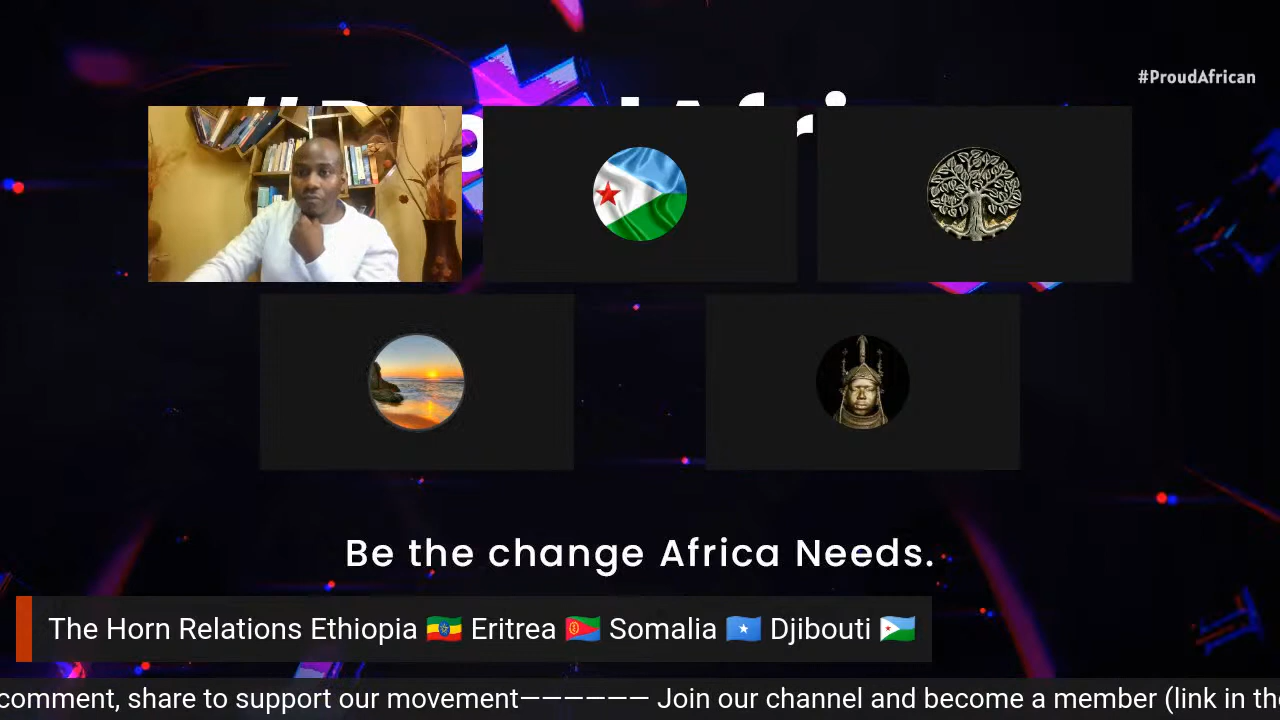 #ProudAfrican
#ProudAfrican
Be the change Africa Needs.
The Horn Relations Ethiopia 🇪🇹 Eritrea 🇪🇷 Somalia 🇸🇴 Djibouti 🇩🇯
comment, share to support our movement—————— Join our channel and become a member (link in the